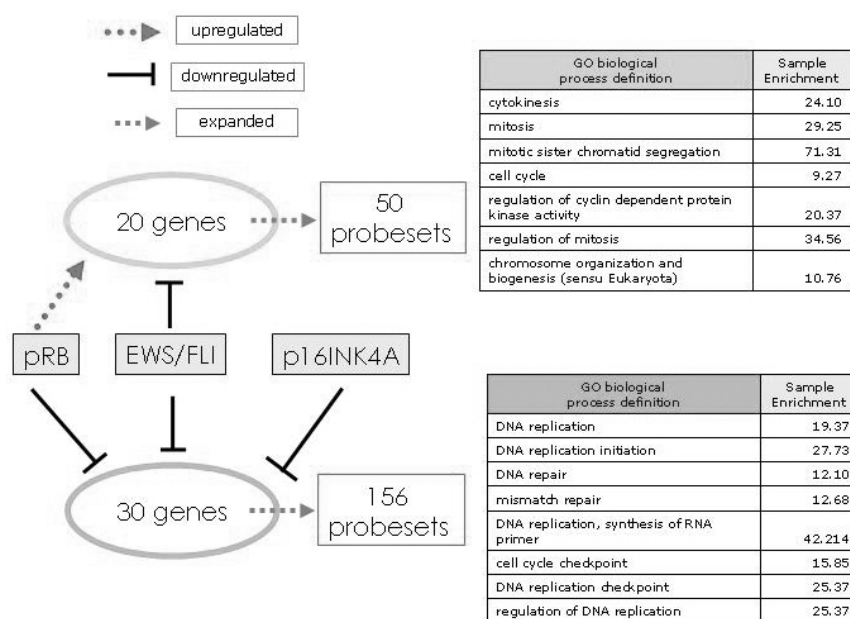 upregulated
downregulated
expanded
20 genes
50
probesets
pRB
EWS/FLI
p16INK4A
30 genes
156
probesets
GO biological
process definition
Sample
Enrichment
cytokinesis 24.10
mitosis 29.25
mitotic sister chromatid segregation 71.31
cell cycle 9.27
regulation of cyclin dependent protein
kinase activity 20.37
regulation of mitosis 34.56
chromosome organization and
biogenesis (sensu Eukaryota) 10.76
GO biological
process definition
Sample
Enrichment
DNA replication 19.37
DNA replication initiation 27.73
DNA repair 12.10
mismatch repair 12.68
DNA replication, synthesis of RNA
primer 42.214
cell cycle checkpoint 15.85
DNA replication checkpoint 25.37
regulation of DNA replication 25.37